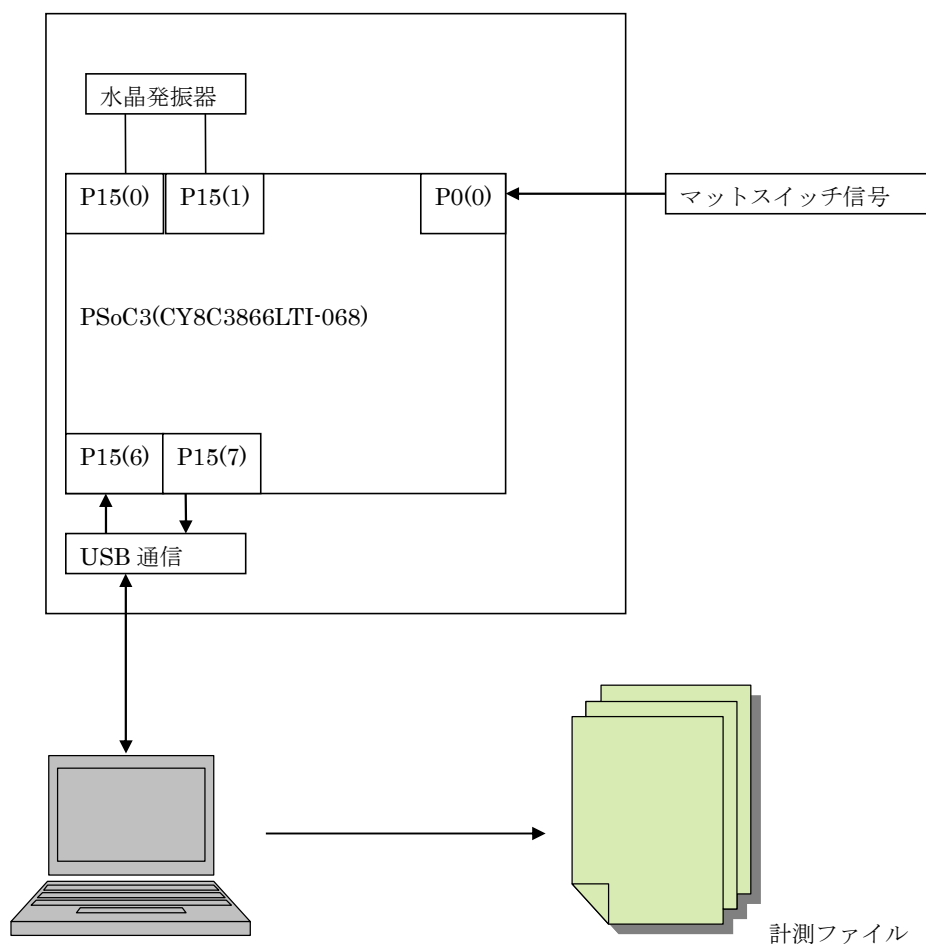 水晶発振器
P15(0)
P15(1)
P0(0)
マットスイッチ信号
PSoC3(CY8C3866LTI-068)
P15(6)
P15(7)
USB 通信
計測ファイル